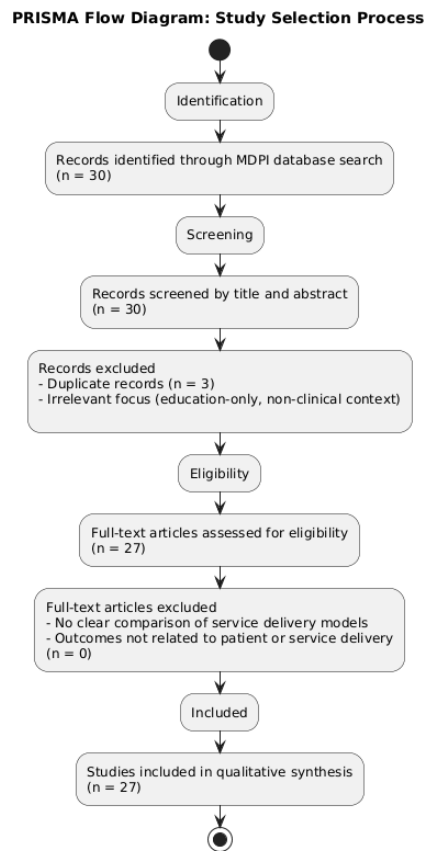 PRISMA Flow Diagram: Study Selection Process
Identification
Records identified through MDPI database search
(n = 30)
Screening
Records screened by title and abstract
(n = 30)
Records excluded
- Duplicate records (n = 3)
- Irrelevant focus (education-only, non-clinical context)
Eligibility
Full-text articles assessed for eligibility
(n = 27)
Full-text articles excluded
- No clear comparison of service delivery models
- Outcomes not related to patient or service delivery
(n = 0)
Included
Studies included in qualitative synthesis
(n = 27)